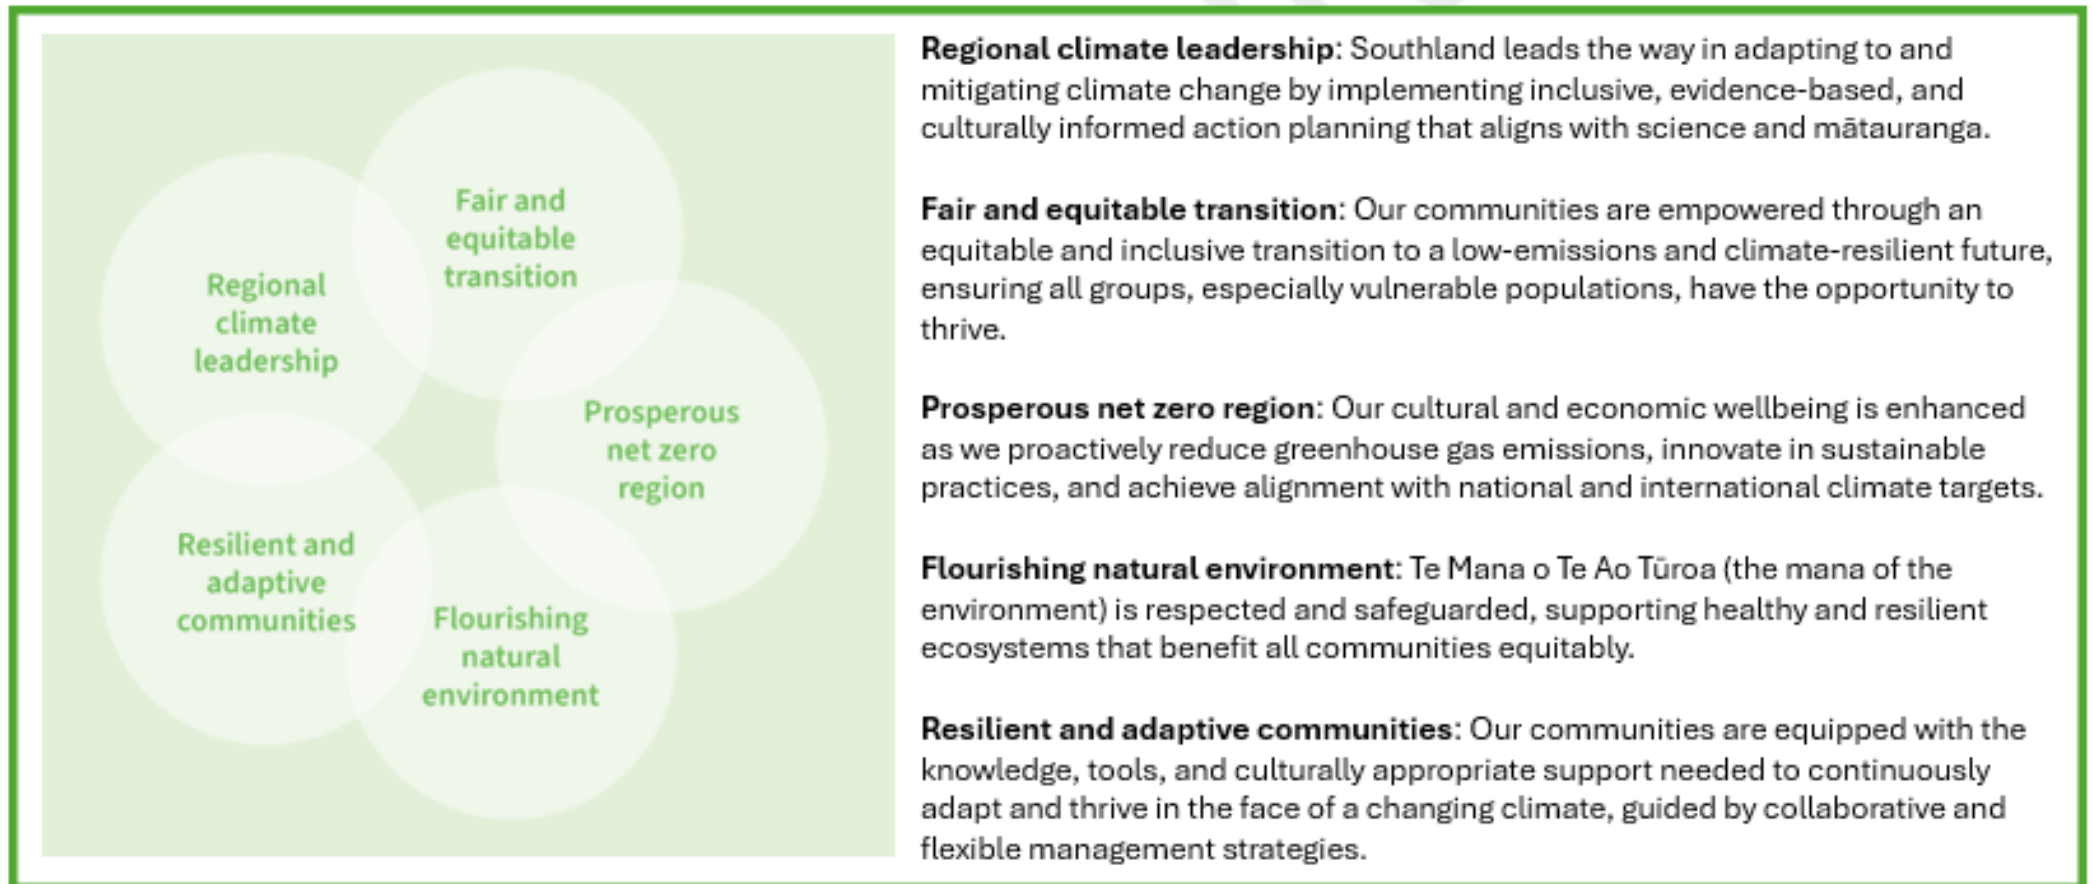 Fair and
equitable
transition
Regional
climate
leadership
Prosperous
net zero
region
Resilient and
adaptive
communities
Flourishing
natural
environment
Regional climate leadership: Southland leads the way in adapting to and
mitigating climate change by implementing inclusive, evidence-based, and
culturally informed action planning that aligns with science and mātauranga.
Fair and equitable transition: Our communities are empowered through an
equitable and inclusive transition to a low-emissions and climate-resilient future,
ensuring all groups, especially vulnerable populations, have the opportunity to
thrive.
Prosperous net zero region: Our cultural and economic wellbeing is enhanced
as we proactively reduce greenhouse gas emissions, innovate in sustainable
practices, and achieve alignment with national and international climate targets.
Flourishing natural environment: Te Mana o Te Ao Tūroa (the mana of the
environment) is respected and safeguarded, supporting healthy and resilient
ecosystems that benefit all communities equitably.
Resilient and adaptive communities: Our communities are equipped with the
knowledge, tools, and culturally appropriate support needed to continuously
adapt and thrive in the face of a changing climate, guided by collaborative and
flexible management strategies.